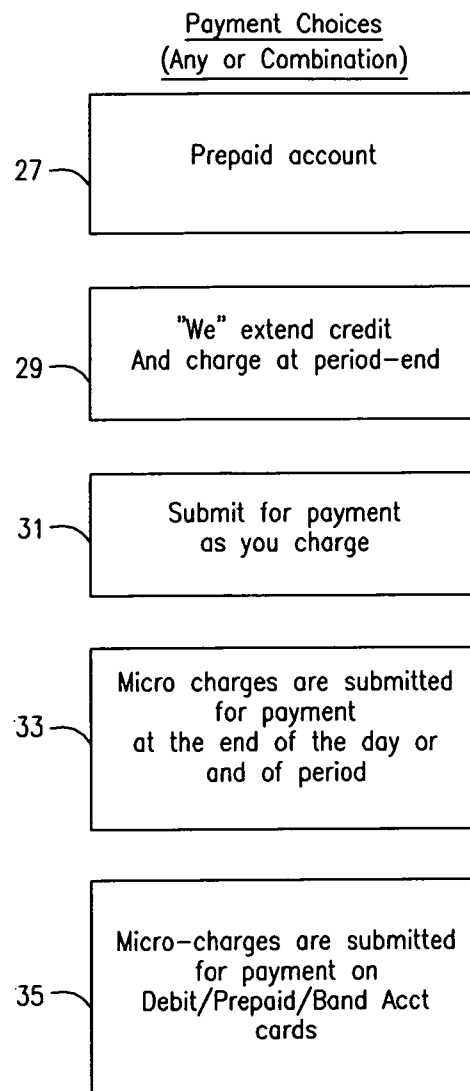 Payment Choices
(Any or Combination)
27
Prepaid account
29
"We" extend credit
And charge at period-end
31
Submit for payment
as you charge
33
Micro charges are submitted
for payment
at the end of the day or
and of period
35
Micro-charges are submitted
for payment on
Debit/Prepaid/Band Acct
cards